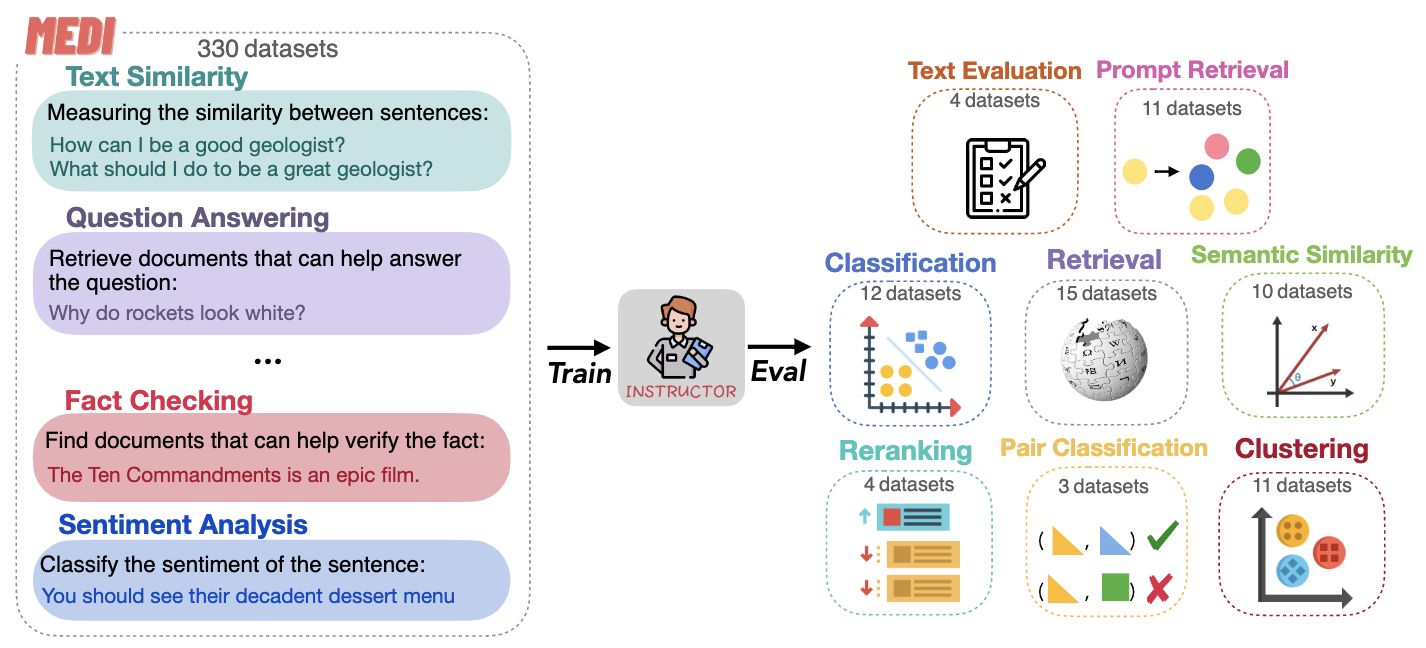 MEDI
330 datasets
Text Similarity
Measuring the similarity between sentences:
How can I be a good geologist?
What should I do to be a great geologist?
Question Answering
Retrieve documents that can help answer
the question:
Why do rockets look white?
...
Fact Checking
Find documents that can help verify the fact:
The Ten Commandments is an epic film.
Sentiment Analysis
Classify the sentiment of the sentence:
You should see their decadent dessert menu
Train
INSTRUCTOR
Eval
Text Evaluation
4 datasets
Prompt Retrieval
11 datasets
Classification
12 datasets
Retrieval
15 datasets
W
Ω
И
Semantic Similarity
10 datasets
x
θ
y
Reranking
4 datasets
Pair Classification
3 datasets
( , )
( , )
Clustering
11 datasets